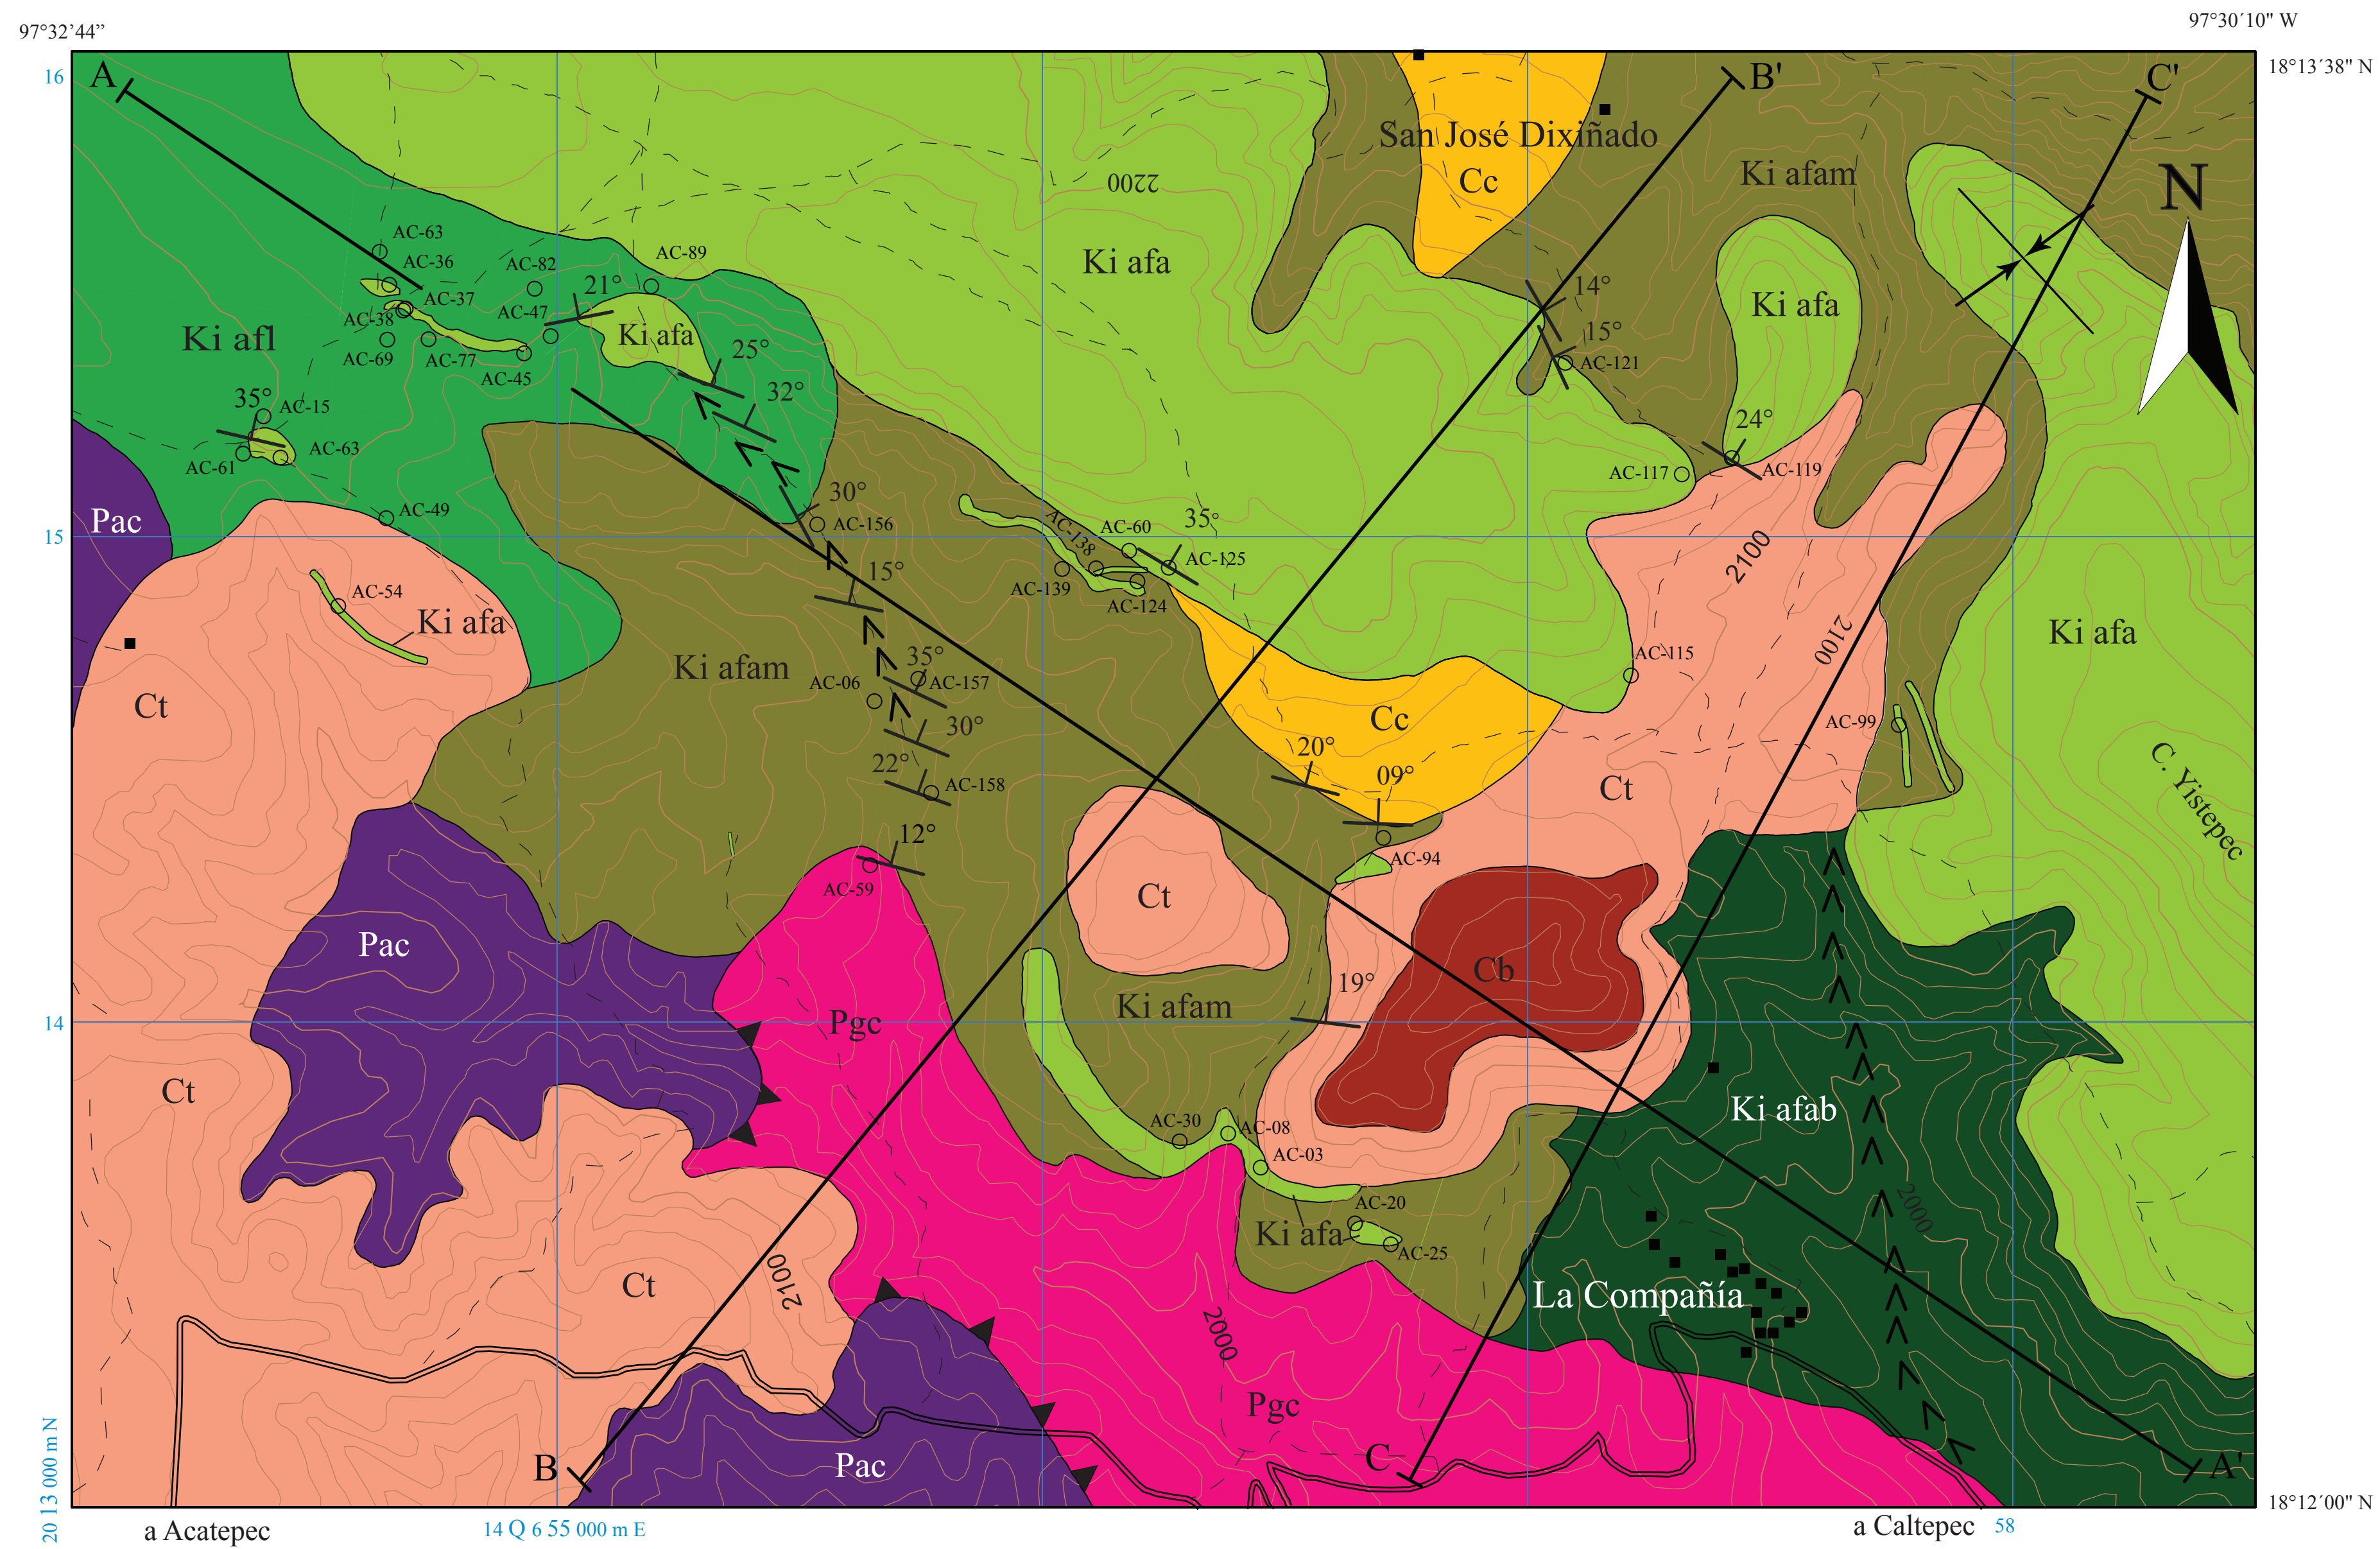 97°32’44”
97°30´10" W
16
A
B'
C'
18°13´38" N
San José Dixiñado
Cc
Ki afam
N
2200
AC-63
AC-89
Ki afa
AC-36
AC-82
21°
14°
Ki afa
AC-37
AC-47
AC-38
Ki afl
Ki afa
15°
AC-69
AC-77
25°
AC-121
AC-45
32°
35°
AC-15
24°
AC-63
AC-61
AC-117
AC-119
30°
Pac
AC-49
AC-156
AC-138
AC-60
35°
15
2100
AC-125
15°
AC-139
AC-54
AC-124
Ki afa
2100
Ki afa
Ki afam
35°
AC-115
AC-06
AC-157
Ct
Cc
AC-99
30°
20°
22°
09°
AC-158
Ct
C. Yistepec
12°
AC-94
AC-59
Ct
Pac
Cb
19°
Ki afam
14
Pgc
Ct
Ki afab
AC-30
AC-08
AC-03
AC-20
2000
Ki afa
AC-25
Ct
2100
La Compañía
2000
Pgc
B
Pac
C
A'
20 13 000 m N
18°12´00" N
a Acatepec
14 Q 6 55 000 m E
a Caltepec
58